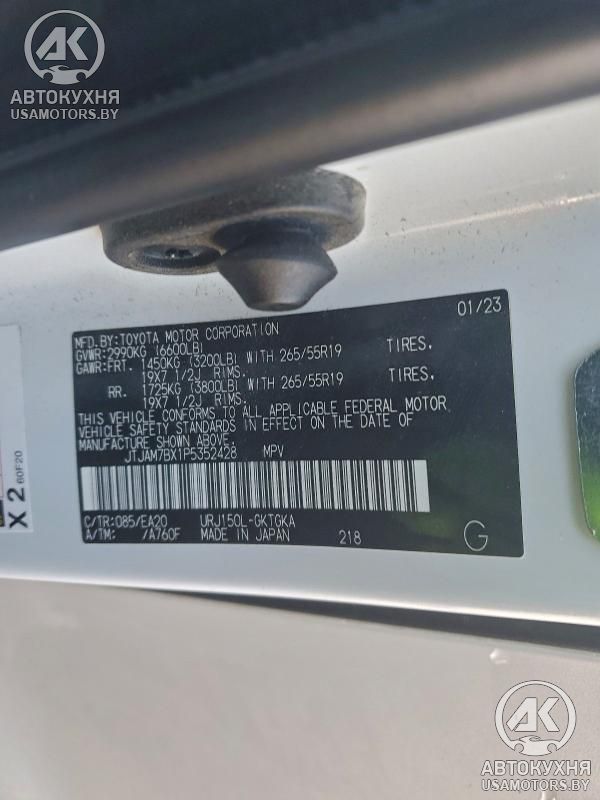 AK
АВТОКУХНЯ
USAMOTORS.BY
01/23
MFD.BY:TOYOTA MOTOR CORPORATION
GVWR:2990KG (6600LB)
GAWR:FRT. 1450KG (3200LB) WITH 265/55R19 TIRES.
19X7 1/2J RIMS.
RR. 1725KG (3800LB) WITH 265/55R19 TIRES.
19X7 1/2J RIMS.
THIS VEHICLE CONFORMS TO ALL APPLICABLE FEDERAL MOTOR
VEHICLE SAFETY STANDARDS IN EFFECT ON THE DATE OF
MANUFACTURE SHOWN ABOVE.
JTJAM7BX1P5352428 MPV
C/TR:085/EA20 URJ150L-GKTGKA
A/TM: /A760F MADE IN JAPAN 218 G
X 2 60F20
AK
АВТОКУХНЯ
USAMOTORS.BY